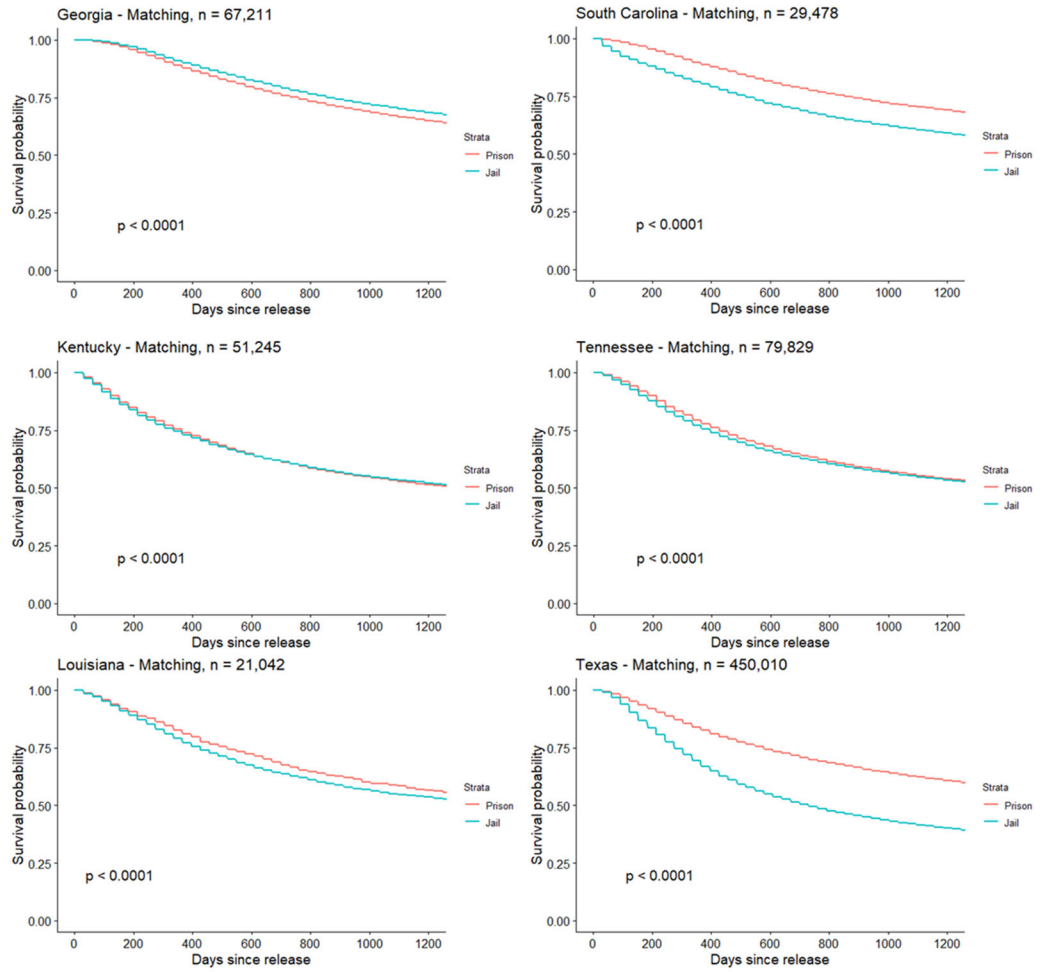 Georgia - Matching, n = 67,211
Survival probability
1.00
0.75
0.50
0.25
0.00
p < 0.0001
Strata
Prison
Jail
0 200 400 600 800 1000 1200
Days since release
South Carolina - Matching, n = 29,478
Survival probability
1.00
0.75
0.50
0.25
0.00
p < 0.0001
Strata
Prison
Jail
0 200 400 600 800 1000 1200
Days since release
Kentucky - Matching, n = 51,245
Survival probability
1.00
0.75
0.50
0.25
0.00
p < 0.0001
Strata
Prison
Jail
0 200 400 600 800 1000 1200
Days since release
Tennessee - Matching, n = 79,829
Survival probability
1.00
0.75
0.50
0.25
0.00
p < 0.0001
Strata
Prison
Jail
0 200 400 600 800 1000 1200
Days since release
Louisiana - Matching, n = 21,042
Survival probability
1.00
0.75
0.50
0.25
0.00
p < 0.0001
Strata
Prison
Jail
0 200 400 600 800 1000 1200
Days since release
Texas - Matching, n = 450,010
Survival probability
1.00
0.75
0.50
0.25
0.00
p < 0.0001
Strata
Prison
Jail
0 200 400 600 800 1000 1200
Days since release